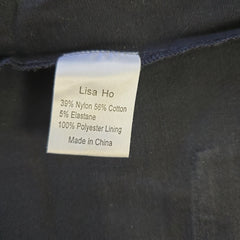 Lisa Ho
39% Nylon 56% Cotton
5% Elastane
100% Polyester Lining
Made in China